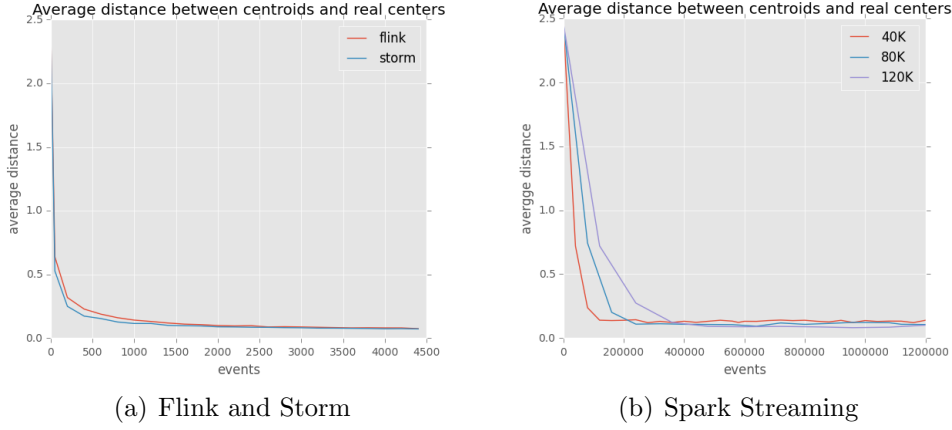 Average distance between centroids and real centers
2.5
2.0
1.5
1.0
0.5
0.0
average distance
flink
storm
0 500 1000 1500 2000 2500 3000 3500 4000 4500
events
(a) Flink and Storm
Average distance between centroids and real centers
2.5
2.0
1.5
1.0
0.5
0.0
avergge distance
40K
80K
120K
0 200000 400000 600000 800000 1000000 1200000
events
(b) Spark Streaming